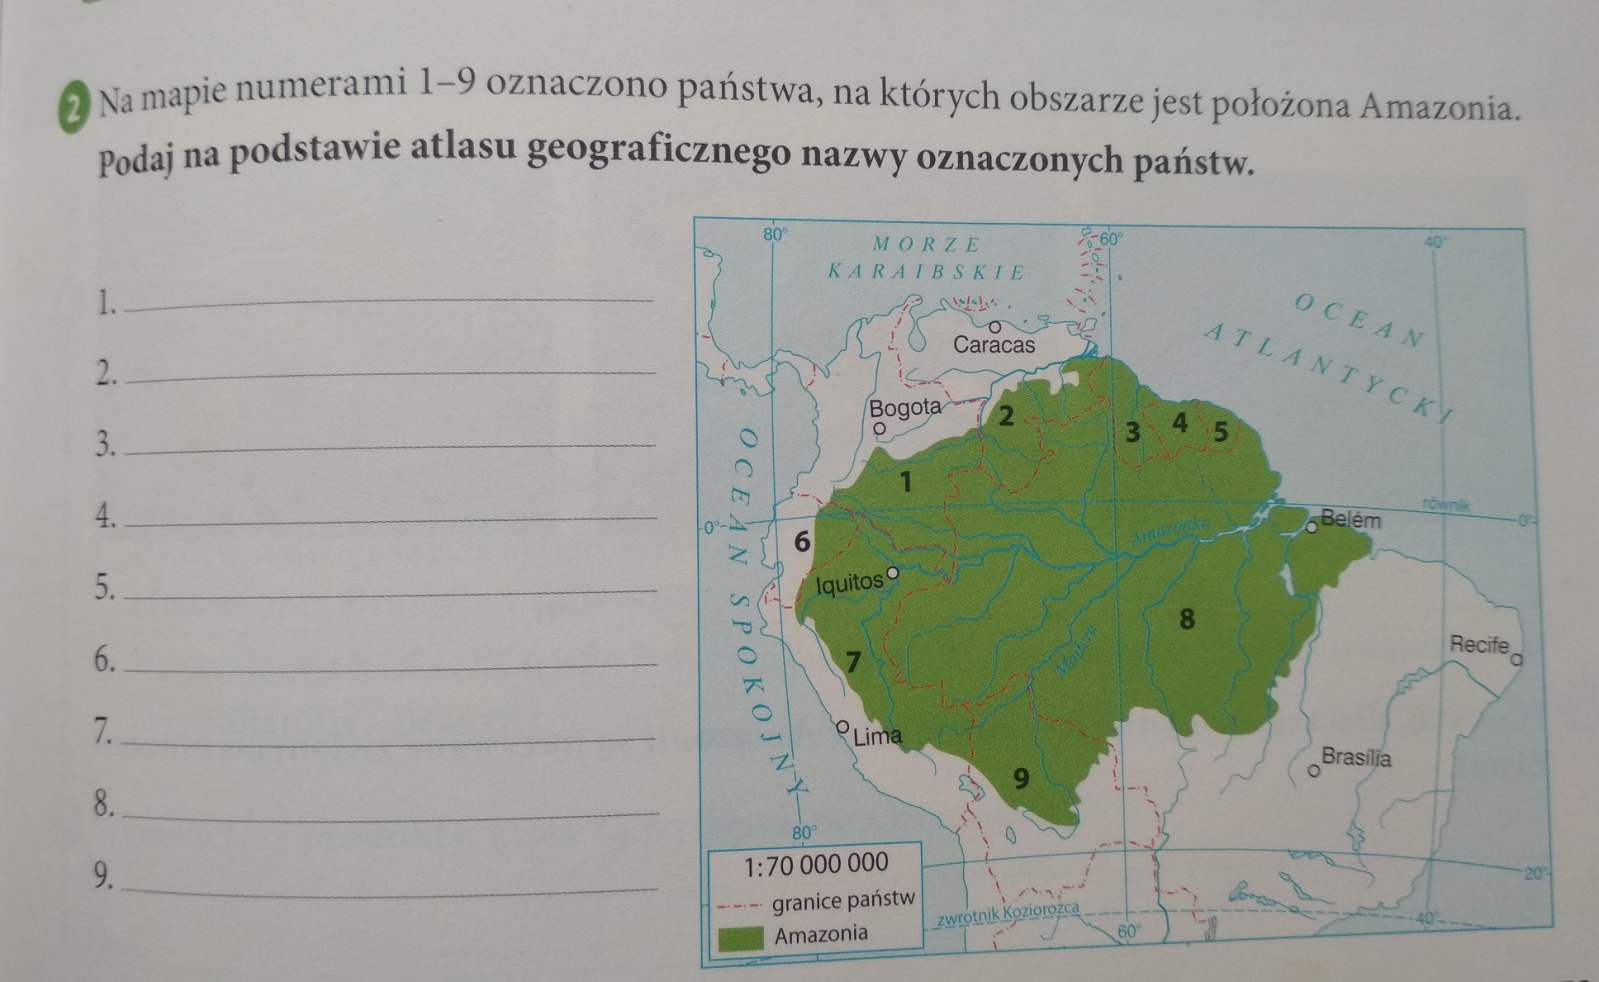 2 Na mapie numerami 1–9 oznaczono państwa, na których obszarze jest położona Amazonia.
Podaj na podstawie atlasu geograficznego nazwy oznaczonych państw.
1.
2.
3.
4.
5.
6.
7.
8.
9.
80° 60° 40°
MORZE
KARAIBSKIE
OCEAN
ATLANTYCKI
Caracas
Bogota
2
3 4 5
1
równik
0° 0°
6
Amazonka
Belém
OCEAN SPOKOJNY
Iquitos
8
Madera
Recife
7
Lima
Brasília
9
80°
1:70 000 000
granice państw
Amazonia
20°
zwrotnik Koziorożca
60° 40°